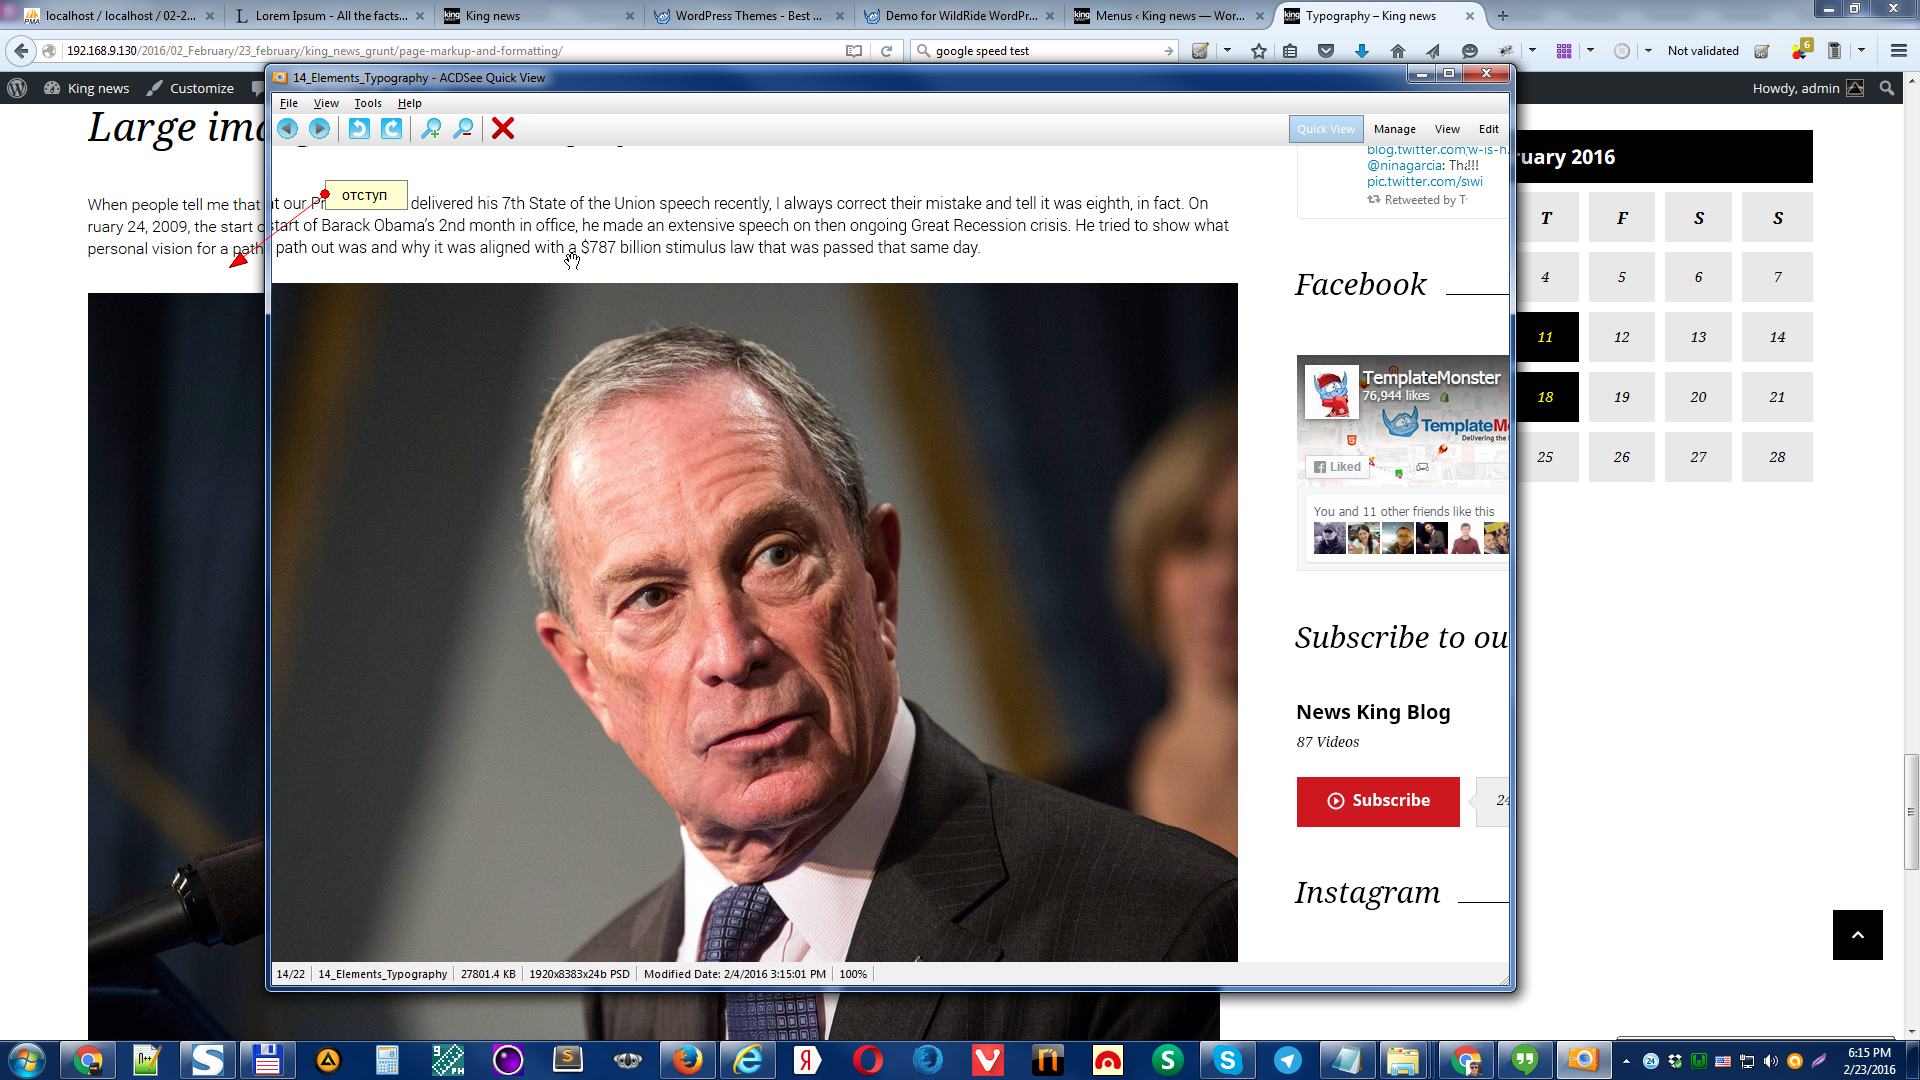 localhost / localhost / 02-2...
Lorem Ipsum - All the facts...
King news
WordPress Themes - Best ...
Demo for WildRide WordPr...
Menus ‹ King news — Wor...
Typography – King news
192.168.9.130/2016/02_February/23_february/king_news_grunt/page-markup-and-formatting/
google speed test
Not validated
6
King news
Customize
Howdy, admin
14_Elements_Typography - ACDSee Quick View
File View Tools Help
Quick View Manage View Edit
Large ima
When people tell me that
ruary 24, 2009, the start o
personal vision for a path
отступ
at our Pr
delivered his 7th State of the Union speech recently, I always correct their mistake and tell it was eighth, in fact. On
start of Barack Obama’s 2nd month in office, he made an extensive speech on then ongoing Great Recession crisis. He tried to show what
path out was and why it was aligned with a $787 billion stimulus law that was passed that same day.
@ninagarcia: Tha!!!
pic.twitter.com/siwi
Retweeted by
Facebook
TemplateMonster
76,944 likes
TemplateMo
Delivering the
Liked
You and 11 other friends like this
Subscribe to ou
News King Blog
87 Videos
Subscribe
24
Instagram
ruary 2016
T F S S
4 5 6 7
11 12 13 14
18 19 20 21
25 26 27 28
14/22
14_Elements_Typography
27801.4 KB
1920x8383x24b PSD
Modified Date: 2/4/2016 3:15:01 PM
100%
6:15 PM
2/23/2016